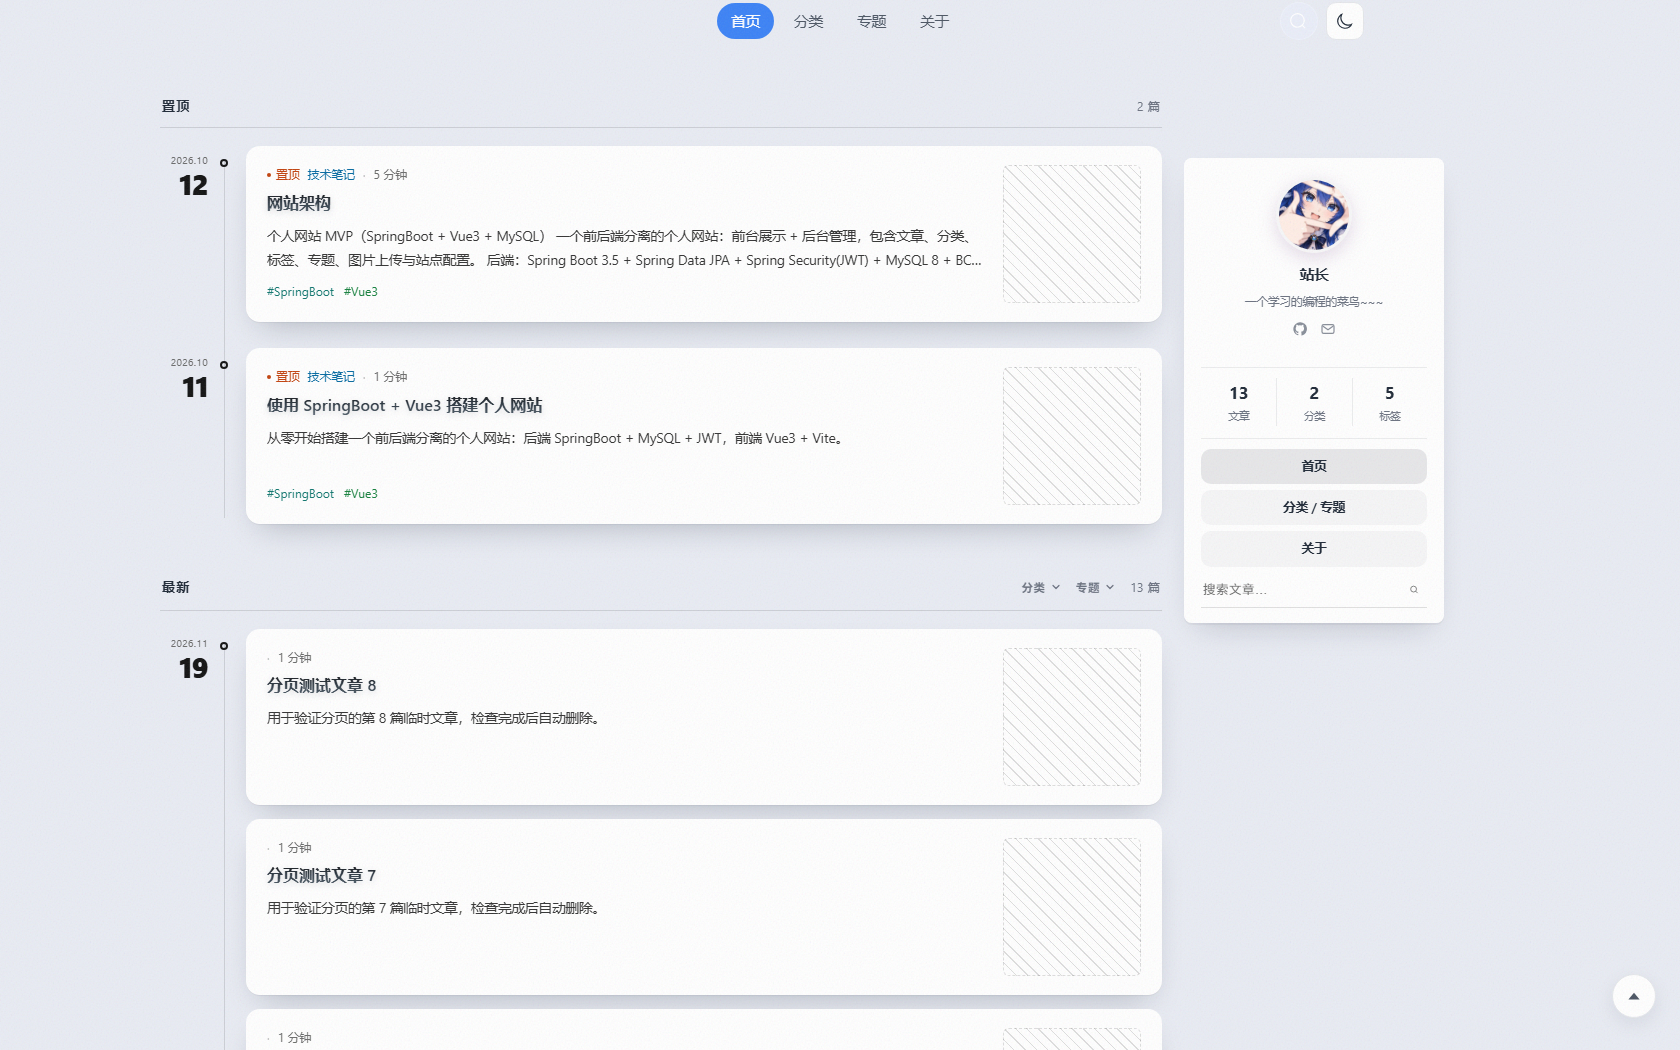 首页 分类 专题 关于
置顶 2 篇
2026.10
12
置顶 技术笔记 · 5 分钟
网站架构
个人网站 MVP（SpringBoot + Vue3 + MySQL） 一个前后端分离的个人网站：前台展示 + 后台管理，包含文章、分类、
标签、专题、图片上传与站点配置。 后端：Spring Boot 3.5 + Spring Data JPA + Spring Security(JWT) + MySQL 8 + BC...
#SpringBoot #Vue3
2026.10
11
置顶 技术笔记 · 1 分钟
使用 SpringBoot + Vue3 搭建个人网站
从零开始搭建一个前后端分离的个人网站：后端 SpringBoot + MySQL + JWT，前端 Vue3 + Vite。
#SpringBoot #Vue3
最新 分类 专题 13 篇
2026.11
19
· 1 分钟
分页测试文章 8
用于验证分页的第 8 篇临时文章，检查完成后自动删除。
· 1 分钟
分页测试文章 7
用于验证分页的第 7 篇临时文章，检查完成后自动删除。
· 1 分钟
站长
一个学习的编程的菜鸟~~~
13 2 5
文章 分类 标签
首页
分类 / 专题
关于
搜索文章...